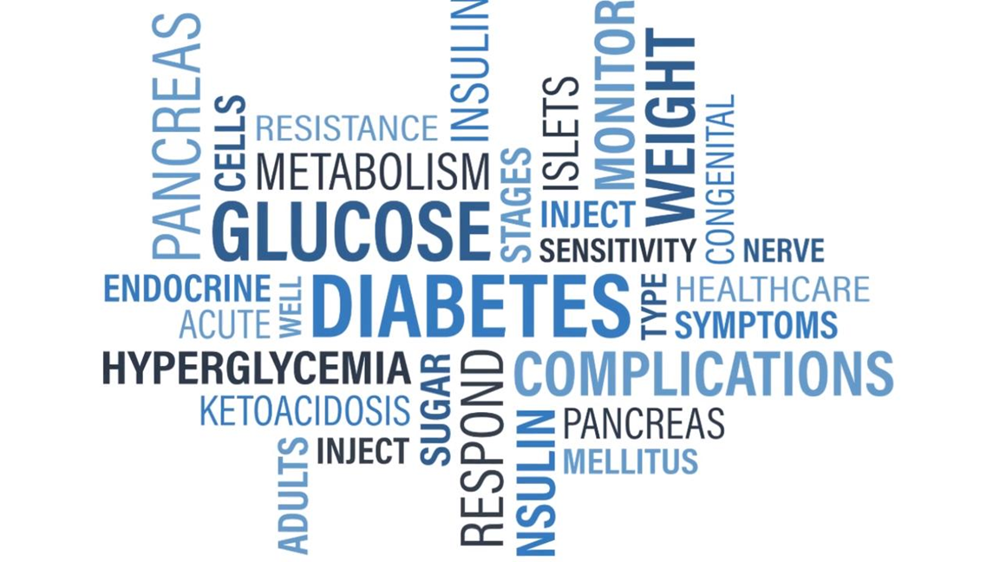 PANCREAS
CELLS
RESISTANCE
INSULIN
METABOLISM
GLUCOSE
STAGES
ISLETS
MONITOR
WEIGHT
CONGENITAL
INJECT
SENSITIVITY
NERVE
ENDOCRINE
ACUTE
WELL
DIABETES
TYPE
HEALTHCARE
SYMPTOMS
HYPERGLYCEMIA
SUGAR
RESPOND
COMPLICATIONS
KETOACIDOSIS
NSULIN
PANCREAS
INJECT
MELLITUS
ADULTS